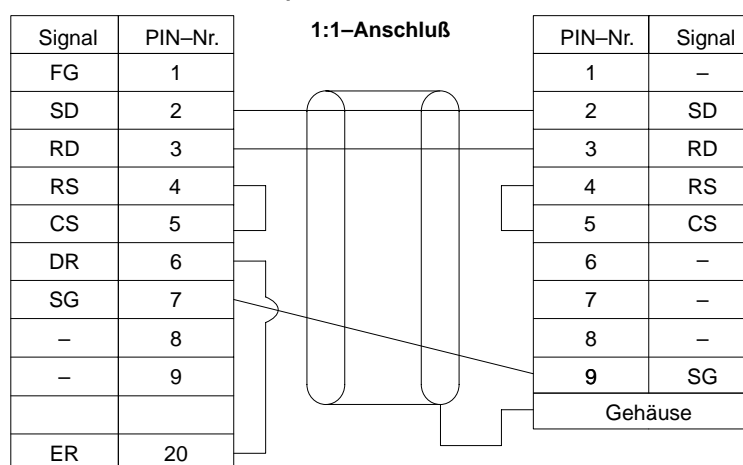 1:1–Anschluß
Signal PIN–Nr.
FG 1
SD 2
RD 3
RS 4
CS 5
DR 6
SG 7
– 8
– 9
ER 20
PIN–Nr. Signal
1 –
2 SD
3 RD
4 RS
5 CS
6 –
7 –
8 –
9 SG
Gehäuse